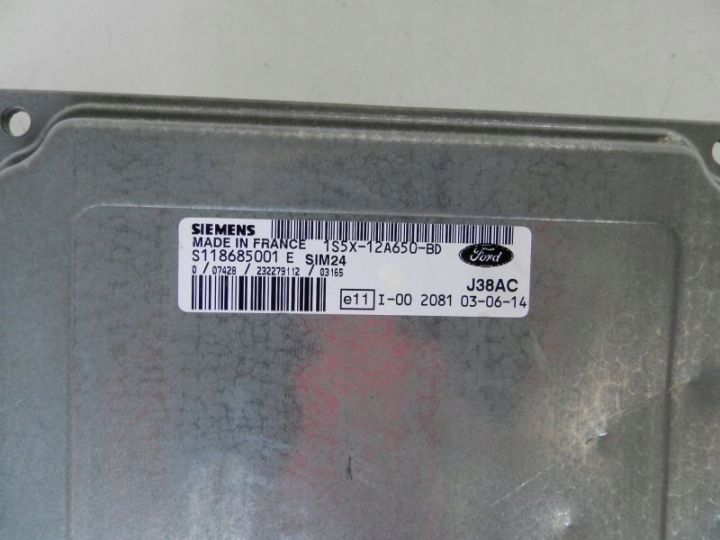 SIEMENS
MADE IN FRANCE 1S5X-12A650-BD
S118685001 E SIM24
0 / 07428 / 232279112 / 03165
Ford
J38AC
e11 I-00 2081 03-06-14